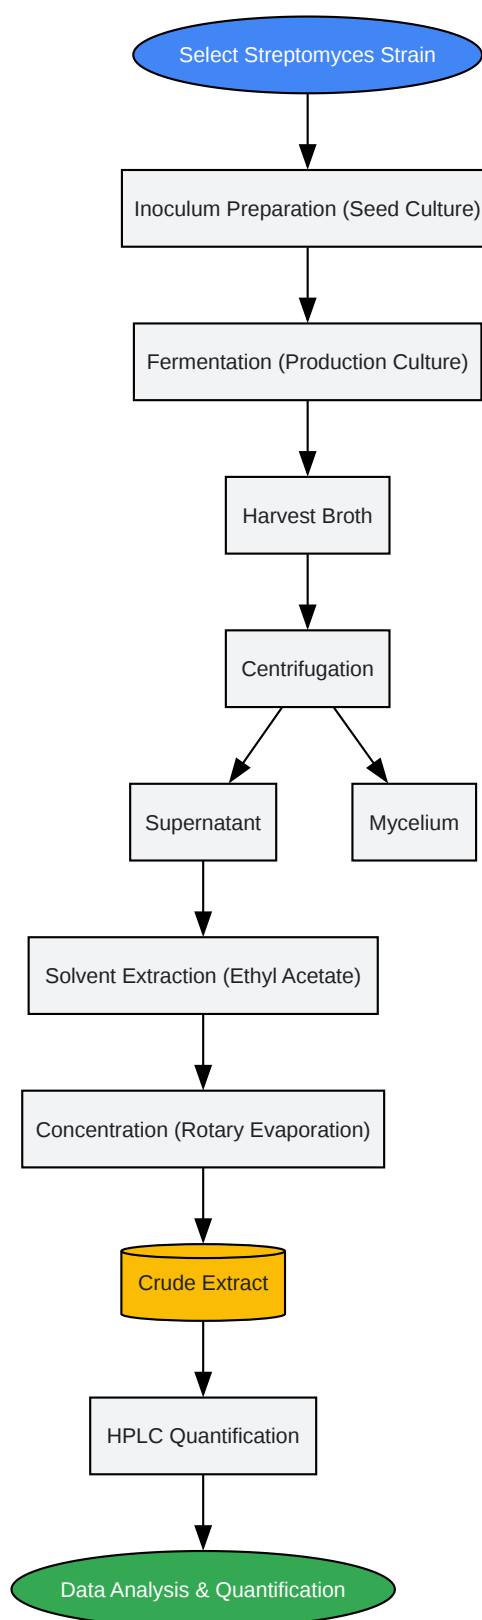 Select Streptomyces Strain
Inoculum Preparation (Seed Culture)
Fermentation (Production Culture)
Harvest Broth
Centrifugation
Supernatant
Mycelium
Solvent Extraction (Ethyl Acetate)
Concentration (Rotary Evaporation)
Crude Extract
HPLC Quantification
Data Analysis & Quantification